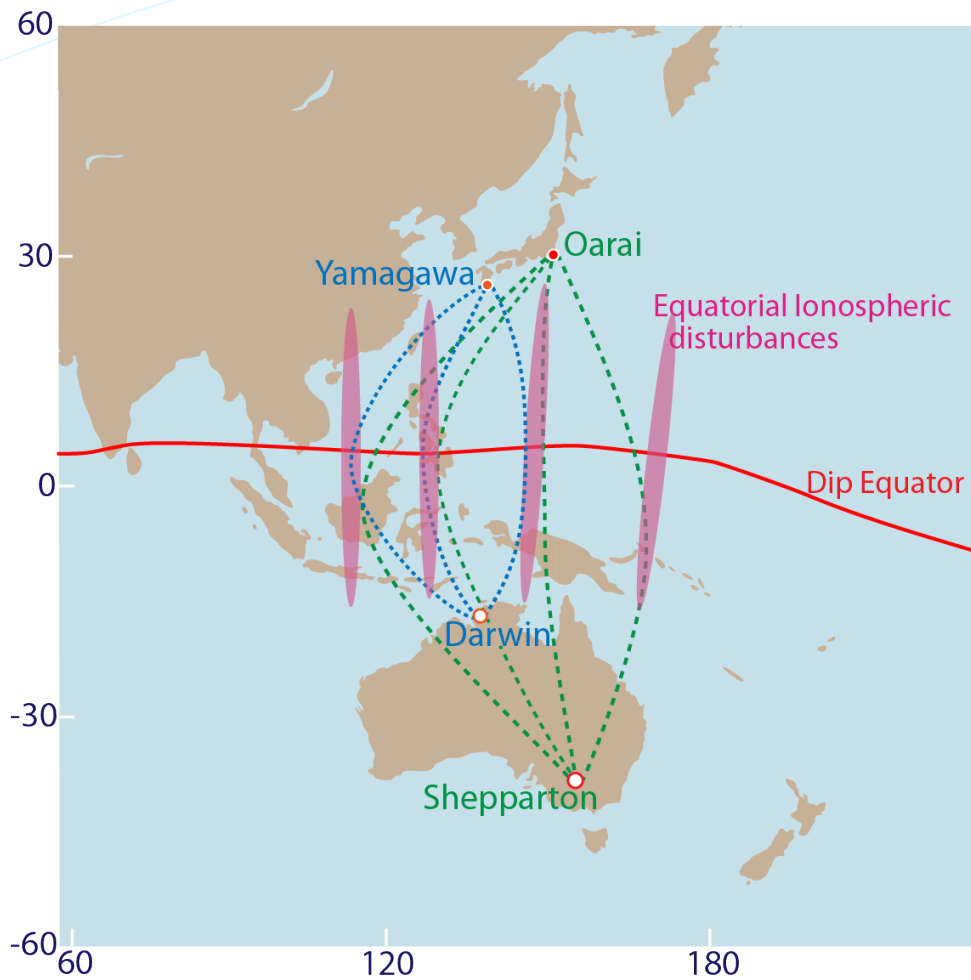 60
Oarai
30
Yamagawa
Equatorial Ionospheric
disturbances
0
Dip Equator
Darwin
-30
Shepparton
-60
60
120
180